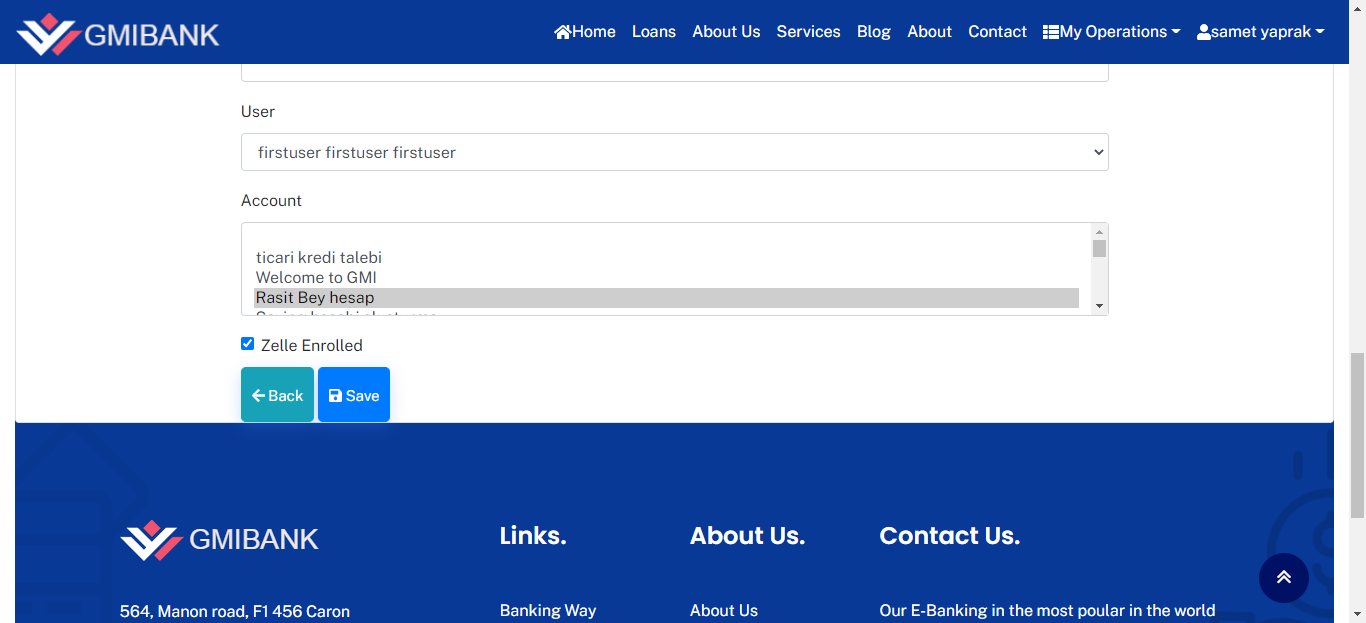 GMIBANK Home Loans About Us Services Blog About Contact My Operations samet yaprak
User
firstuser firstuser firstuser
Account
ticari kredi talebi
Welcome to GMI
Rasit Bey hesap
Zelle Enrolled
Back Save
GMIBANK Links. About Us. Contact Us.
564, Manon road, F1 456 Caron Banking Way About Us Our E-Banking in the most poular in the world